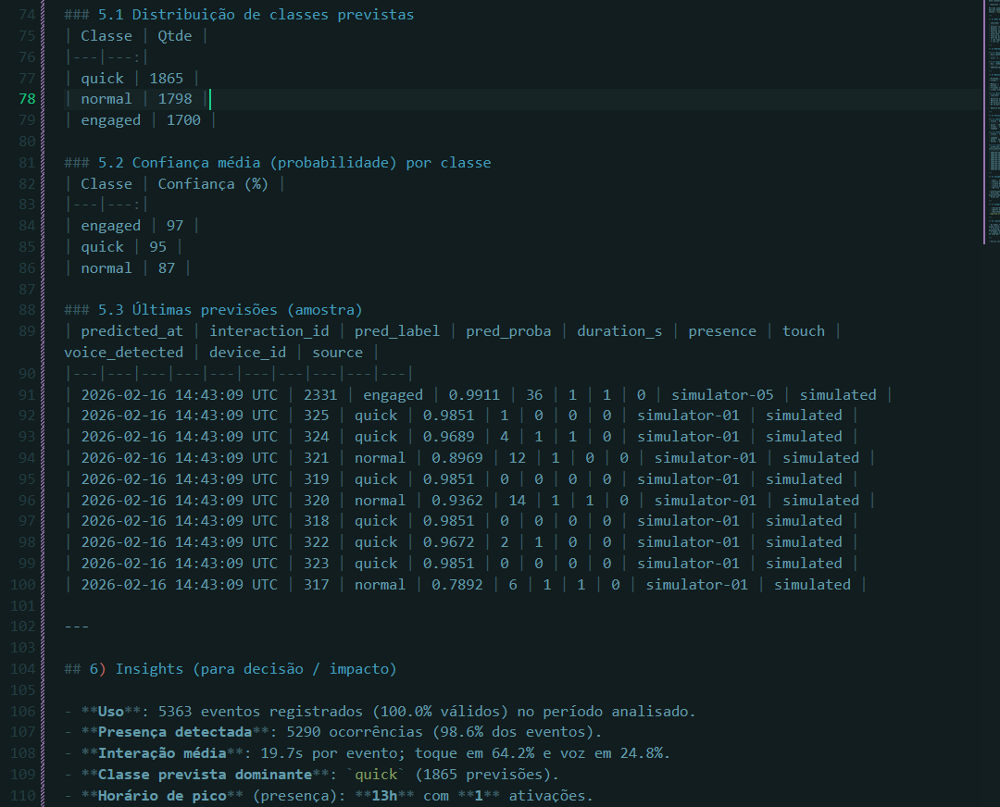 74 ### 5.1 Distribuição de classes previstas
75 | Classe | Qtde |
76 |---|---:|
77 | quick | 1865 |
78 | normal | 1798 |
79 | engaged | 1700 |
80
81 ### 5.2 Confiança média (probabilidade) por classe
82 | Classe | Confiança (%) |
83 |---|---:|
84 | engaged | 97 |
85 | quick | 95 |
86 | normal | 87 |
87
88 ### 5.3 Últimas previsões (amostra)
89 | predicted_at | interaction_id | pred_label | pred_proba | duration_s | presence | touch |
voice_detected | device_id | source |
90 |---|---|---|---|---|---|---|---|---|---|
91 | 2026-02-16 14:43:09 UTC | 2331 | engaged | 0.9911 | 36 | 1 | 1 | 0 | simulator-05 | simulated |
92 | 2026-02-16 14:43:09 UTC | 325 | quick | 0.9851 | 1 | 0 | 0 | 0 | simulator-01 | simulated |
93 | 2026-02-16 14:43:09 UTC | 324 | quick | 0.9689 | 4 | 1 | 1 | 0 | simulator-01 | simulated |
94 | 2026-02-16 14:43:09 UTC | 321 | normal | 0.8969 | 12 | 1 | 0 | 0 | simulator-01 | simulated |
95 | 2026-02-16 14:43:09 UTC | 319 | quick | 0.9851 | 0 | 0 | 0 | 0 | simulator-01 | simulated |
96 | 2026-02-16 14:43:09 UTC | 320 | normal | 0.9362 | 14 | 1 | 1 | 0 | simulator-01 | simulated |
97 | 2026-02-16 14:43:09 UTC | 318 | quick | 0.9851 | 0 | 0 | 0 | 0 | simulator-01 | simulated |
98 | 2026-02-16 14:43:09 UTC | 322 | quick | 0.9672 | 2 | 1 | 0 | 0 | simulator-01 | simulated |
99 | 2026-02-16 14:43:09 UTC | 323 | quick | 0.9851 | 0 | 0 | 0 | 0 | simulator-01 | simulated |
100 | 2026-02-16 14:43:09 UTC | 317 | normal | 0.7892 | 6 | 1 | 1 | 0 | simulator-01 | simulated |
101
102 ---
103
104 ## 6) Insights (para decisão / impacto)
105
106 - **Uso**: 5363 eventos registrados (100.0% válidos) no período analisado.
107 - **Presença detectada**: 5290 ocorrências (98.6% dos eventos).
108 - **Interação média**: 19.7s por evento; toque em 64.2% e voz em 24.8%.
109 - **Classe prevista dominante**: `quick` (1865 previsões).
110 - **Horário de pico** (presença): **13h** com **1** ativações.